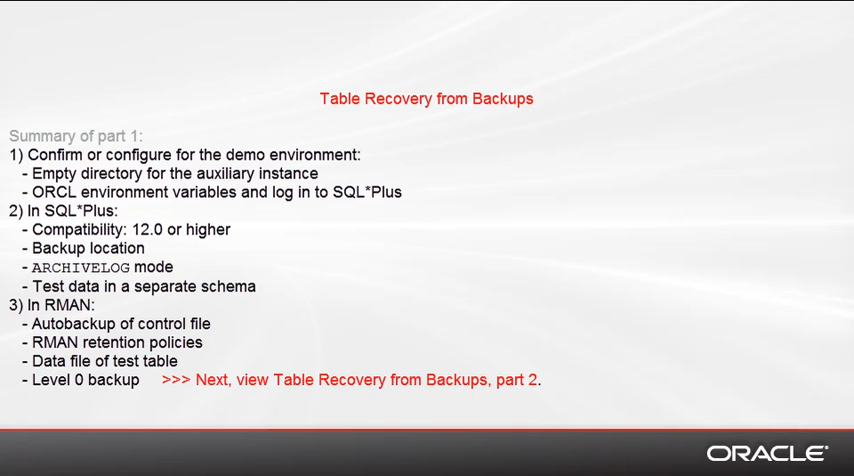 Table Recovery from Backups
Summary of part 1:
1) Confirm or configure for the demo environment:
- Empty directory for the auxiliary instance
- ORCL environment variables and log in to SQL*Plus
2) In SQL*Plus:
- Compatibility: 12.0 or higher
- Backup location
- ARCHIVELOG mode
- Test data in a separate schema
3) In RMAN:
- Autobackup of control file
- RMAN retention policies
- Data file of test table
- Level 0 backup >>> Next, view Table Recovery from Backups, part 2.
ORACLE®